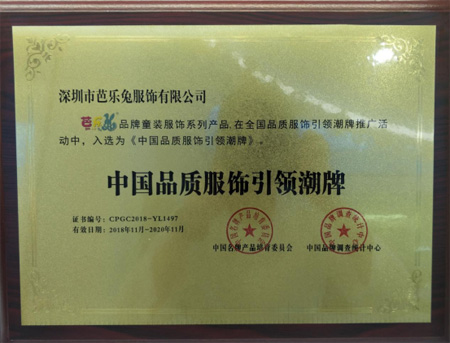 深圳市芭乐兔服饰有限公司
芭乐兔 品牌童装服饰系列产品,在全国品质服饰引领潮牌推广活
动中，入选为《中国品质服饰引领潮牌》。
中国品质服饰引领潮牌
证书编号：CPGC2018-YL1497
有效日期：2018年11月-2020年11月
中国名牌产品培育委员会
中国品牌调查统计中心